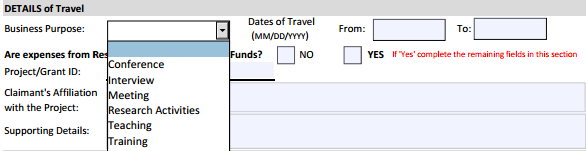 DETAILS of Travel
Business Purpose:
Dates of Travel
(MM/DD/YYYY)
From:
To:
Are expenses from Res
Funds?
NO
YES
If 'Yes' complete the remaining fields in this section
Project/Grant ID:
Claimant's Affiliation
with the Project:
Supporting Details:
Conference
Interview
Meeting
Research Activities
Teaching
Training